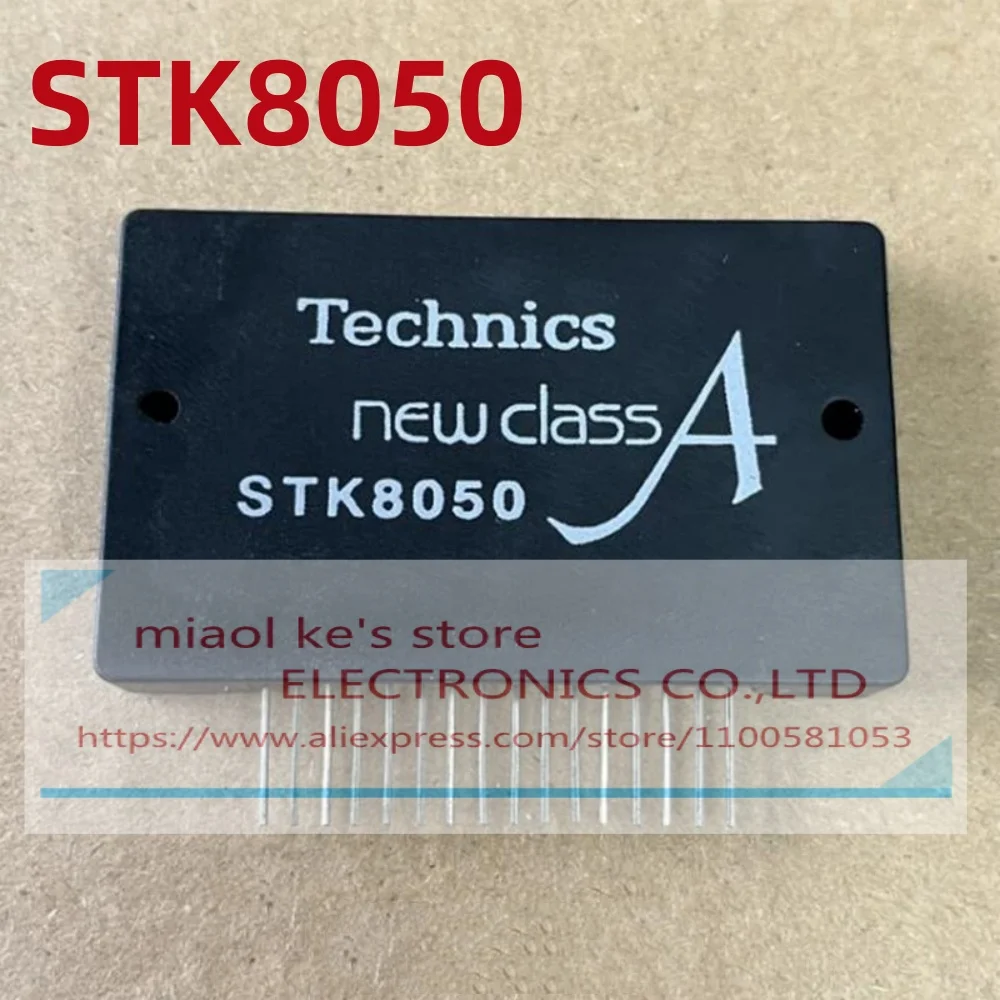 STK8050
Technics
new class A
STK8050
miaol ke's store
ELECTRONICS CO.,LTD
https://www.aliexpress.com/store/1100581053